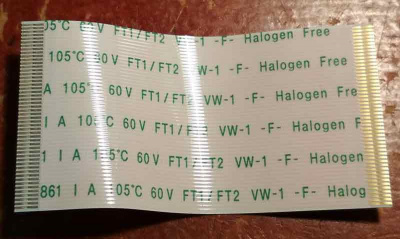 05°C 60V FT1/FT2 VW-1 -F- Halogen Free
105°C 60V FT1/FT2 VW-1 -F- Halogen Free
A 105°C 60V FT1/FT2 VW-1 -F- Halogen Free
I A 105°C 60V FT1/FT2 VW-1 -F- Halogen F
1 I A 105°C 60V FT1/FT2 VW-1 -F- Halogen
861 I A 105°C 60V FT1/FT2 VW-1 -F- Halog